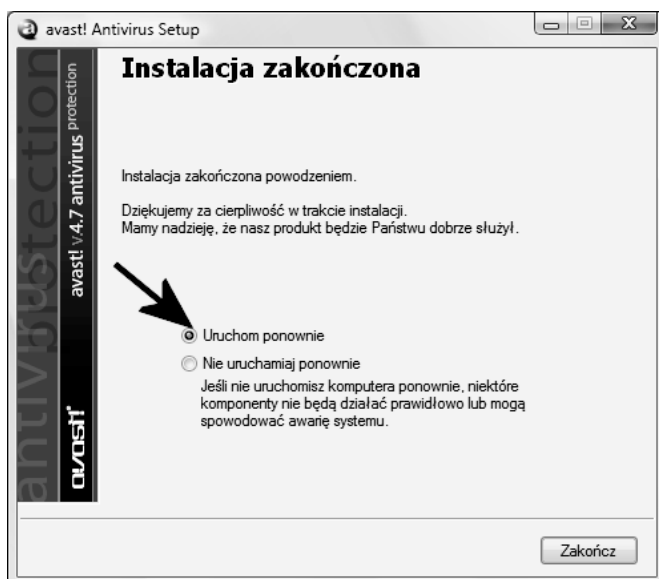 avast! Antivirus Setup
Instalacja zakończona
Instalacja zakończona powodzeniem.
Dziękujemy za cierpliwość w trakcie instalacji.
Mamy nadzieję, że nasz produkt będzie Państwu dobrze służył.
Uruchom ponownie
Nie uruchamiaj ponownie
Jeśli nie uruchomisz komputera ponownie, niektóre
komponenty nie będą działać prawidłowo lub mogą
spowodować awarię systemu.
Zakończ
avast! v.4.7 antivirus protection
avast!
antivirus
protection